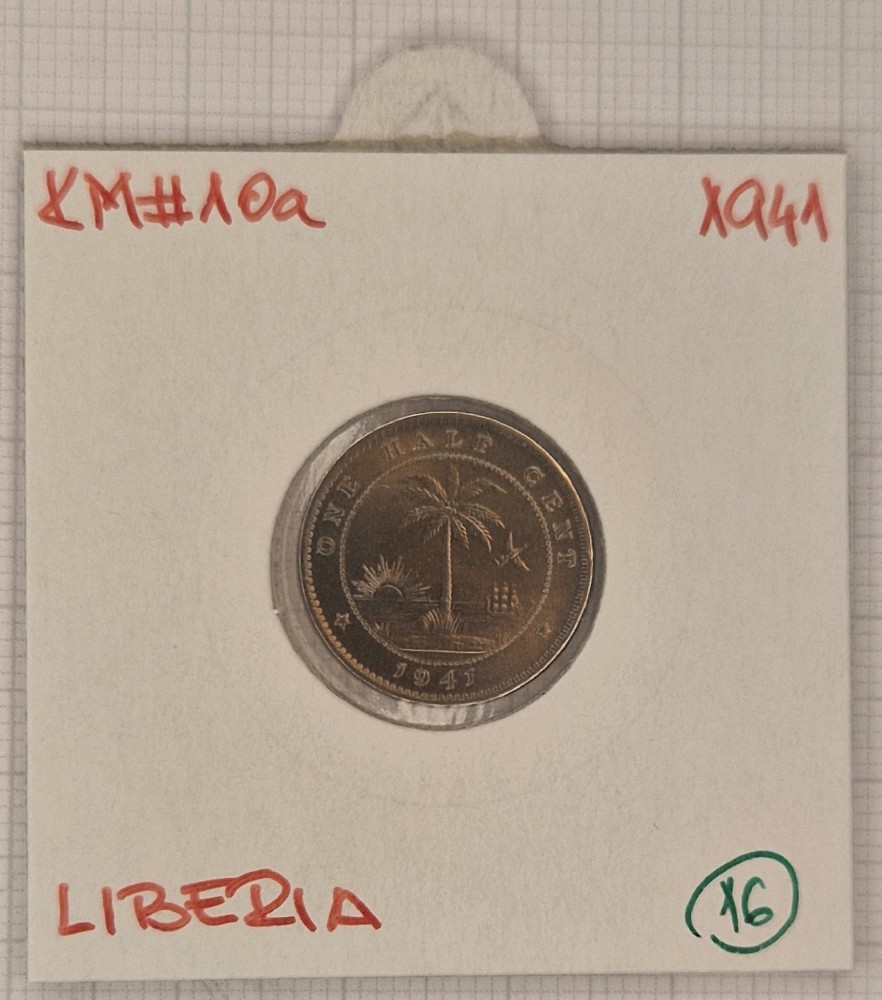 KM#10a
1941
ONE HALF CENT
1941
LIBERIA
16